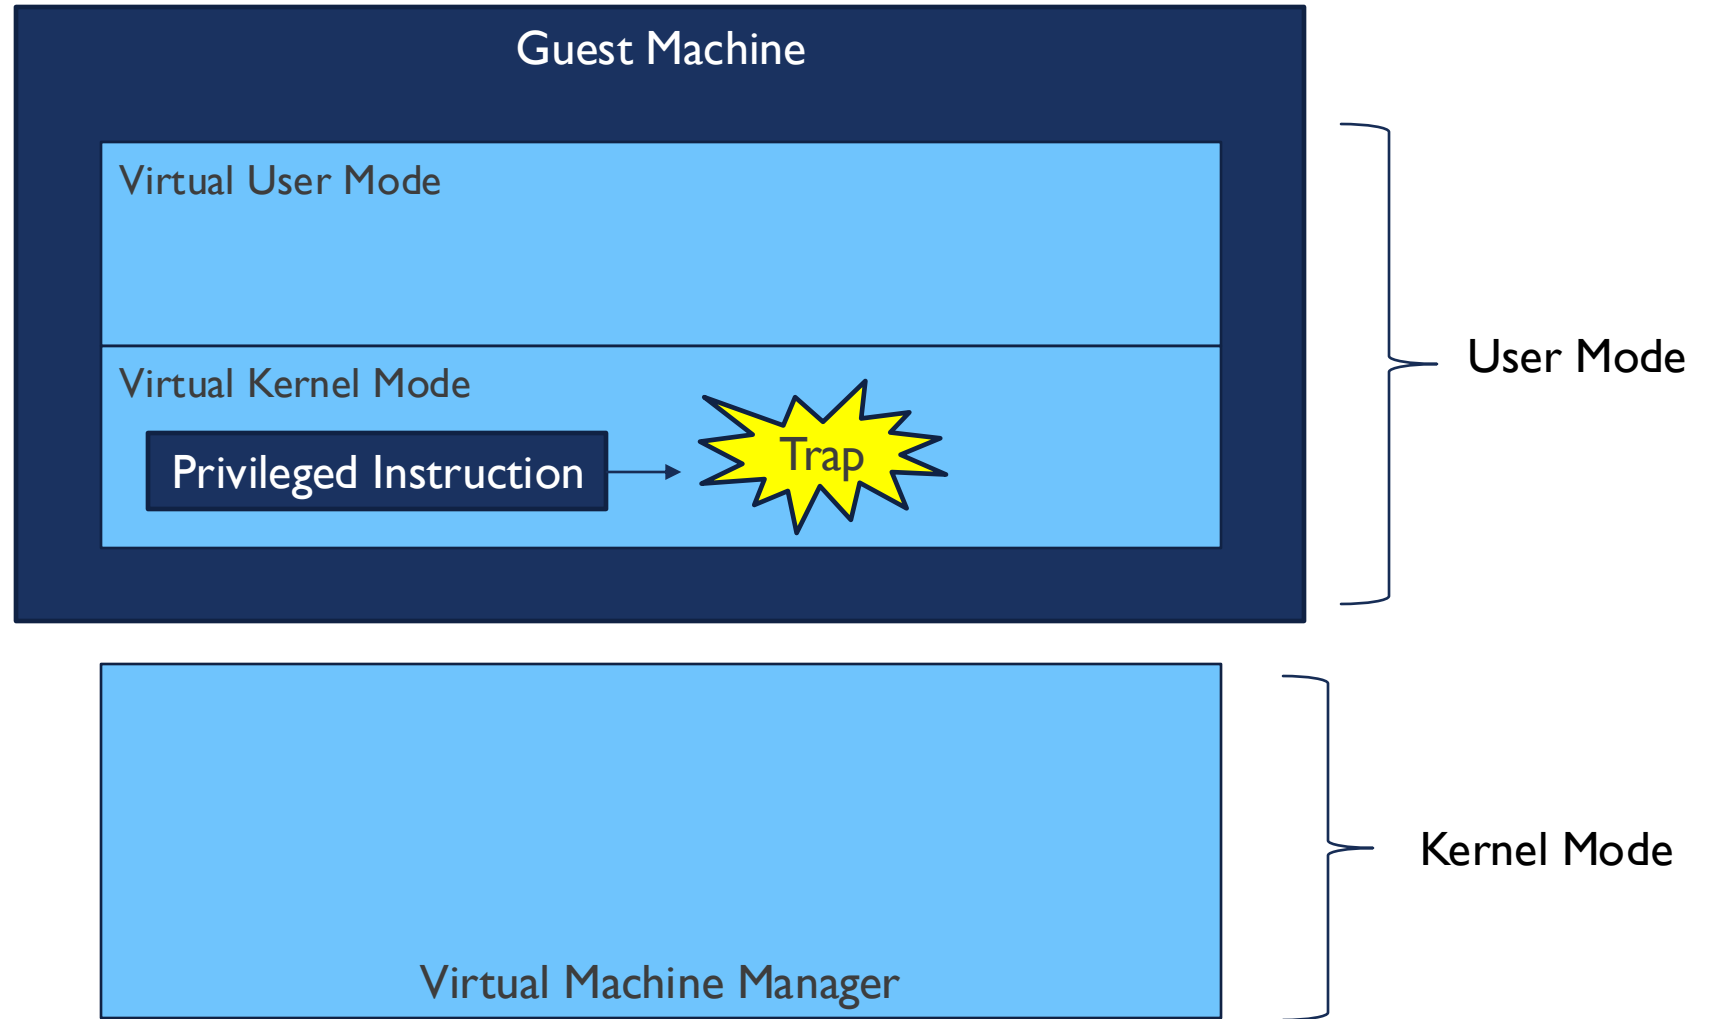 Guest Machine
Virtual User Mode
User Mode
Virtual Kernel Mode
Privileged Instruction
Trap
Kernel Mode
Virtual Machine Manager